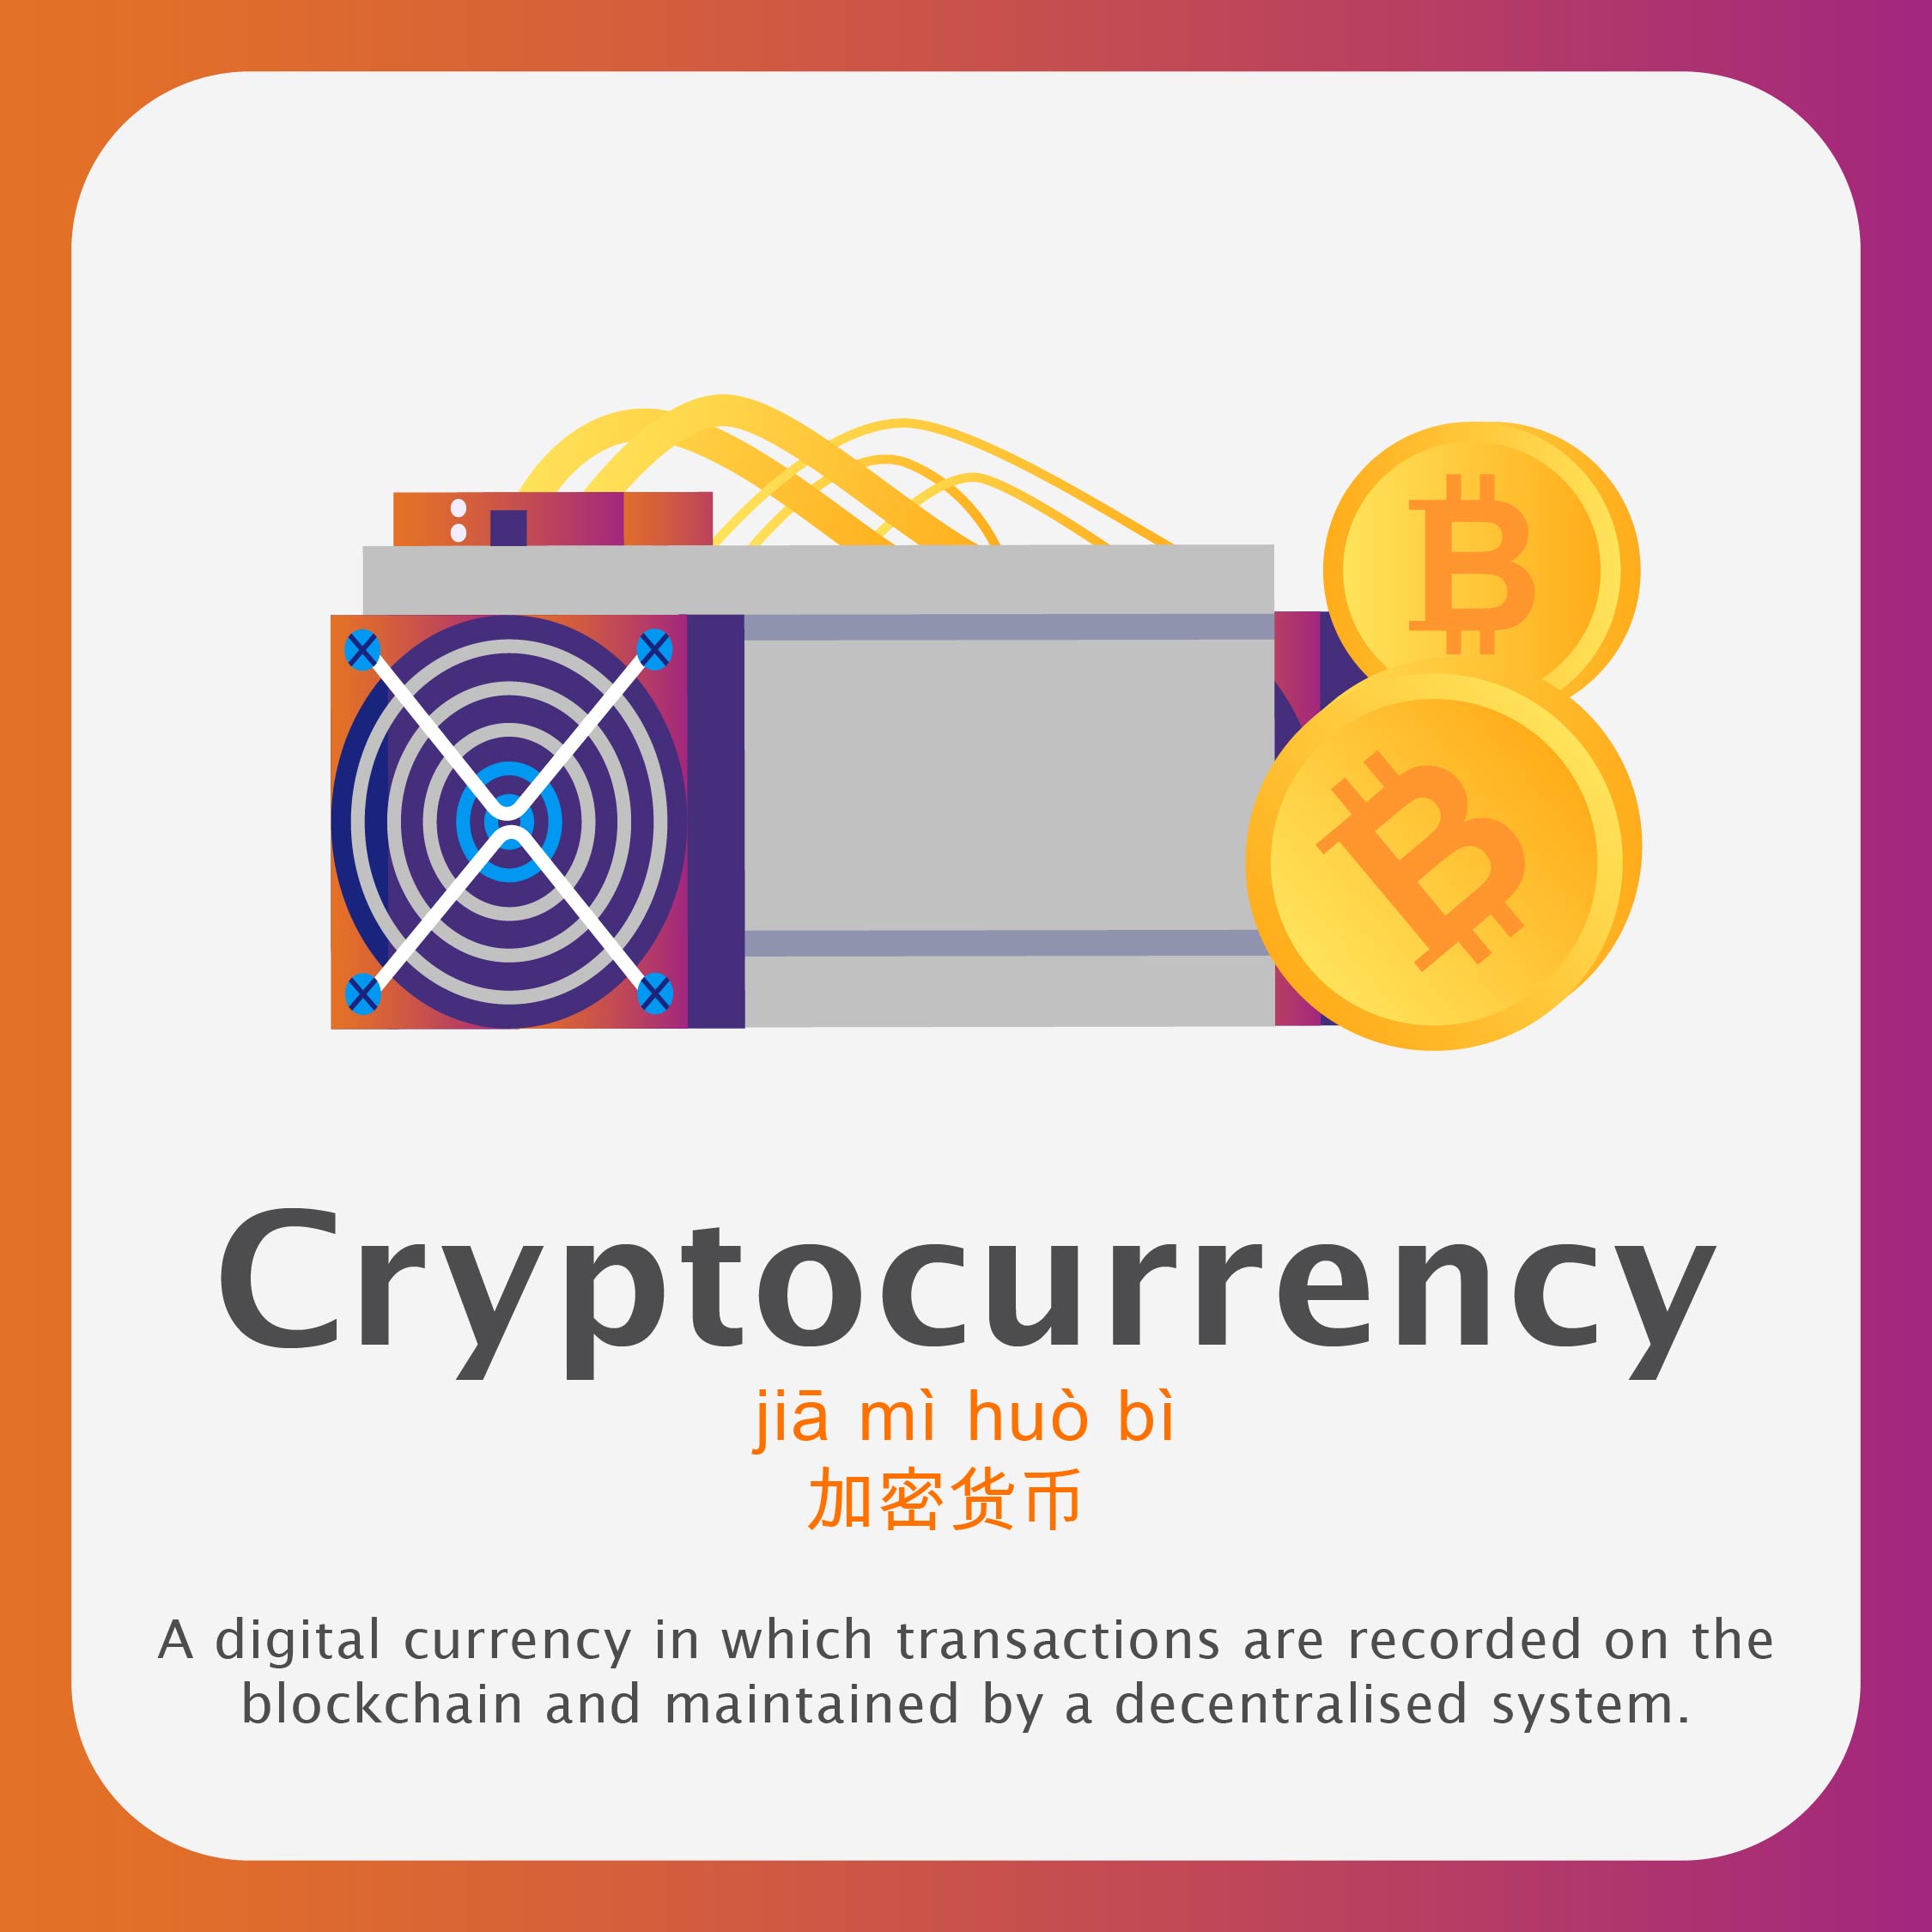 Cryptocurrency
jiā mì huò bì
加密货币
A digital currency in which transactions are recorded on the
blockchain and maintained by a decentralised system.